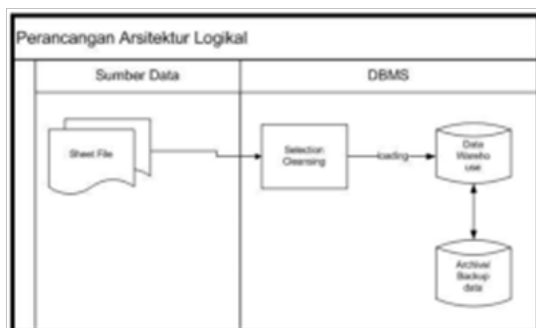 Perancangan Arsitektur Logikal
Sumber Data
DBMS
Sheet File
Selection
Cleansing
loading
Data
Wareho
use
Archive/
Backup
data